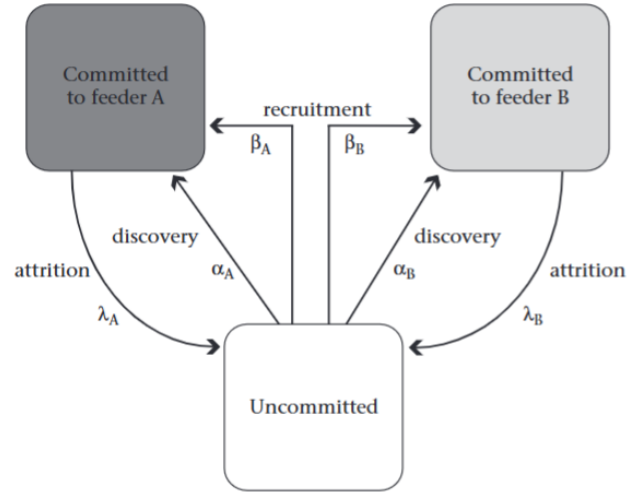 Committed
to feeder A
Committed
to feeder B
recruitment
βA
βB
discovery
discovery
attrition
αA
αB
attrition
λA
λB
Uncommitted